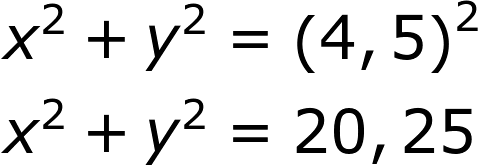 x² + y² = (4,5)²
x² + y² = 20,25